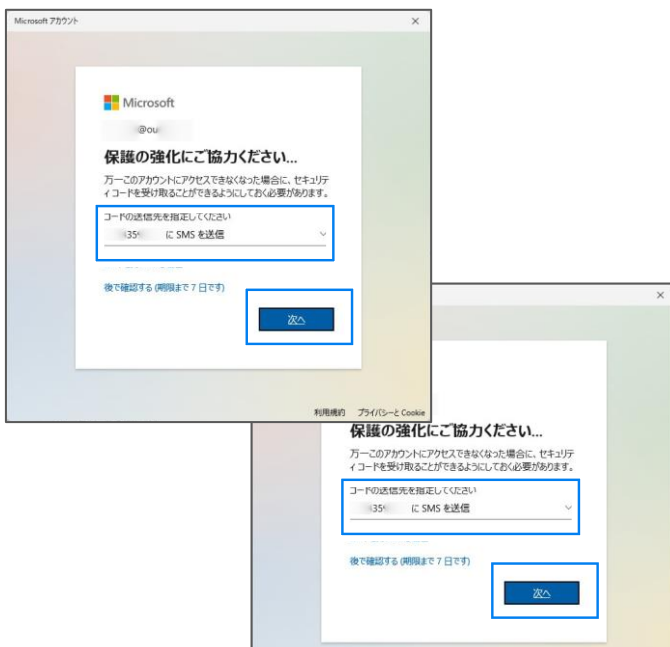 Microsoft アカウント
Microsoft
@ou
保護の強化にご協力ください...
万一このアカウントにアクセスできなくなった場合に、セキュリテ
ィコードを受け取ることができるようにしておく必要があります。
コードの送信先を指定してください
35 に SMS を送信
後で確認する (期限まで 7 日です)
次へ
利用規約 プライバシーと Cookie
保護の強化にご協力ください...
万一このアカウントにアクセスできなくなった場合に、セキュリテ
ィコードを受け取ることができるようにしておく必要があります。
コードの送信先を指定してください
35 に SMS を送信
後で確認する (期限まで 7 日です)
次へ